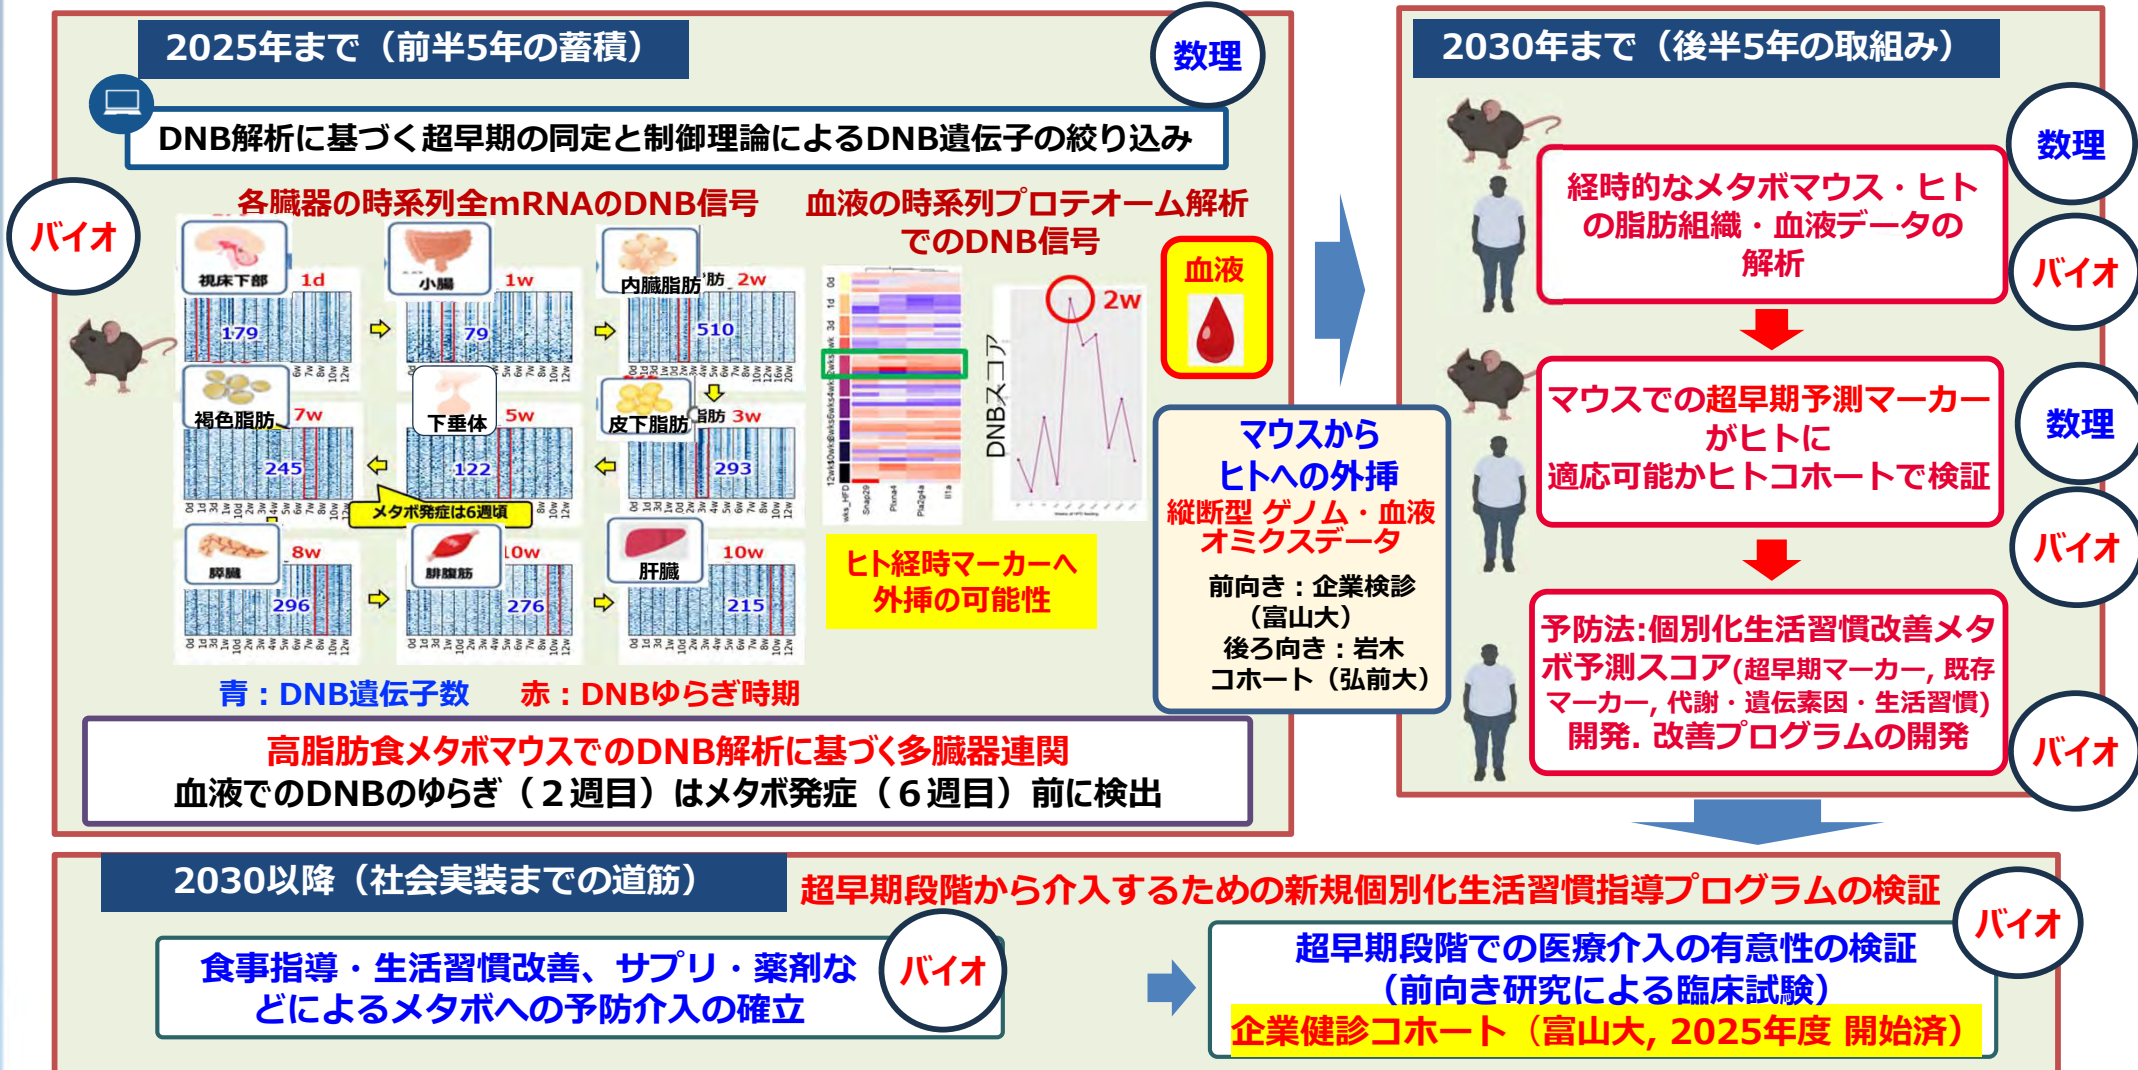 2025年まで（前半5年の蓄積）
数理
DNB解析に基づく超早期の同定と制御理論によるDNB遺伝子の絞り込み
バイオ
各臓器の時系列全mRNAのDNB信号
血液の時系列プロテオーム解析
でのDNB信号
視床下部
1d
179
小腸
1w
79
内臓脂肪
肪
2w
510
褐色脂肪
7w
245
下垂体
5w
122
皮下脂肪
脂肪
3w
293
メタボ発症は6週頃
膵臓
8w
296
腓腹筋
10w
276
肝臓
10w
215
0d 1d 3d 1w 10d 2w 3w 4w 5w 6w 7w 8w 10w 12w
青：DNB遺伝子数
赤：DNBゆらぎ時期
0d
1d
3d
12wks
wks_HFD
Snap29
Plxna4
Pla2g4a
Il1a
DNBスコア
2w
血液
ヒト経時マーカーへ
外挿の可能性
マウスから
ヒトへの外挿
縦断型 ゲノム・血液
オミクスデータ
前向き：企業検診
（富山大）
後ろ向き：岩木
コホート（弘前大）
高脂肪食メタボマウスでのDNB解析に基づく多臓器連関
血液でのDNBのゆらぎ（２週目）はメタボ発症（６週目）前に検出
2030年まで（後半5年の取組み）
数理
経時的なメタボマウス・ヒト
の脂肪組織・血液データの
解析
バイオ
マウスでの超早期予測マーカー
がヒトに
適応可能かヒトコホートで検証
数理
バイオ
予防法:個別化生活習慣改善メタ
ボ予測スコア(超早期マーカー, 既存
マーカー, 代謝・遺伝素因・生活習慣)
開発. 改善プログラムの開発
バイオ
2030以降（社会実装までの道筋）
超早期段階から介入するための新規個別化生活習慣指導プログラムの検証
バイオ
食事指導・生活習慣改善、サプリ・薬剤な
どによるメタボへの予防介入の確立
バイオ
超早期段階での医療介入の有意性の検証
（前向き研究による臨床試験）
企業健診コホート（富山大, 2025年度 開始済）